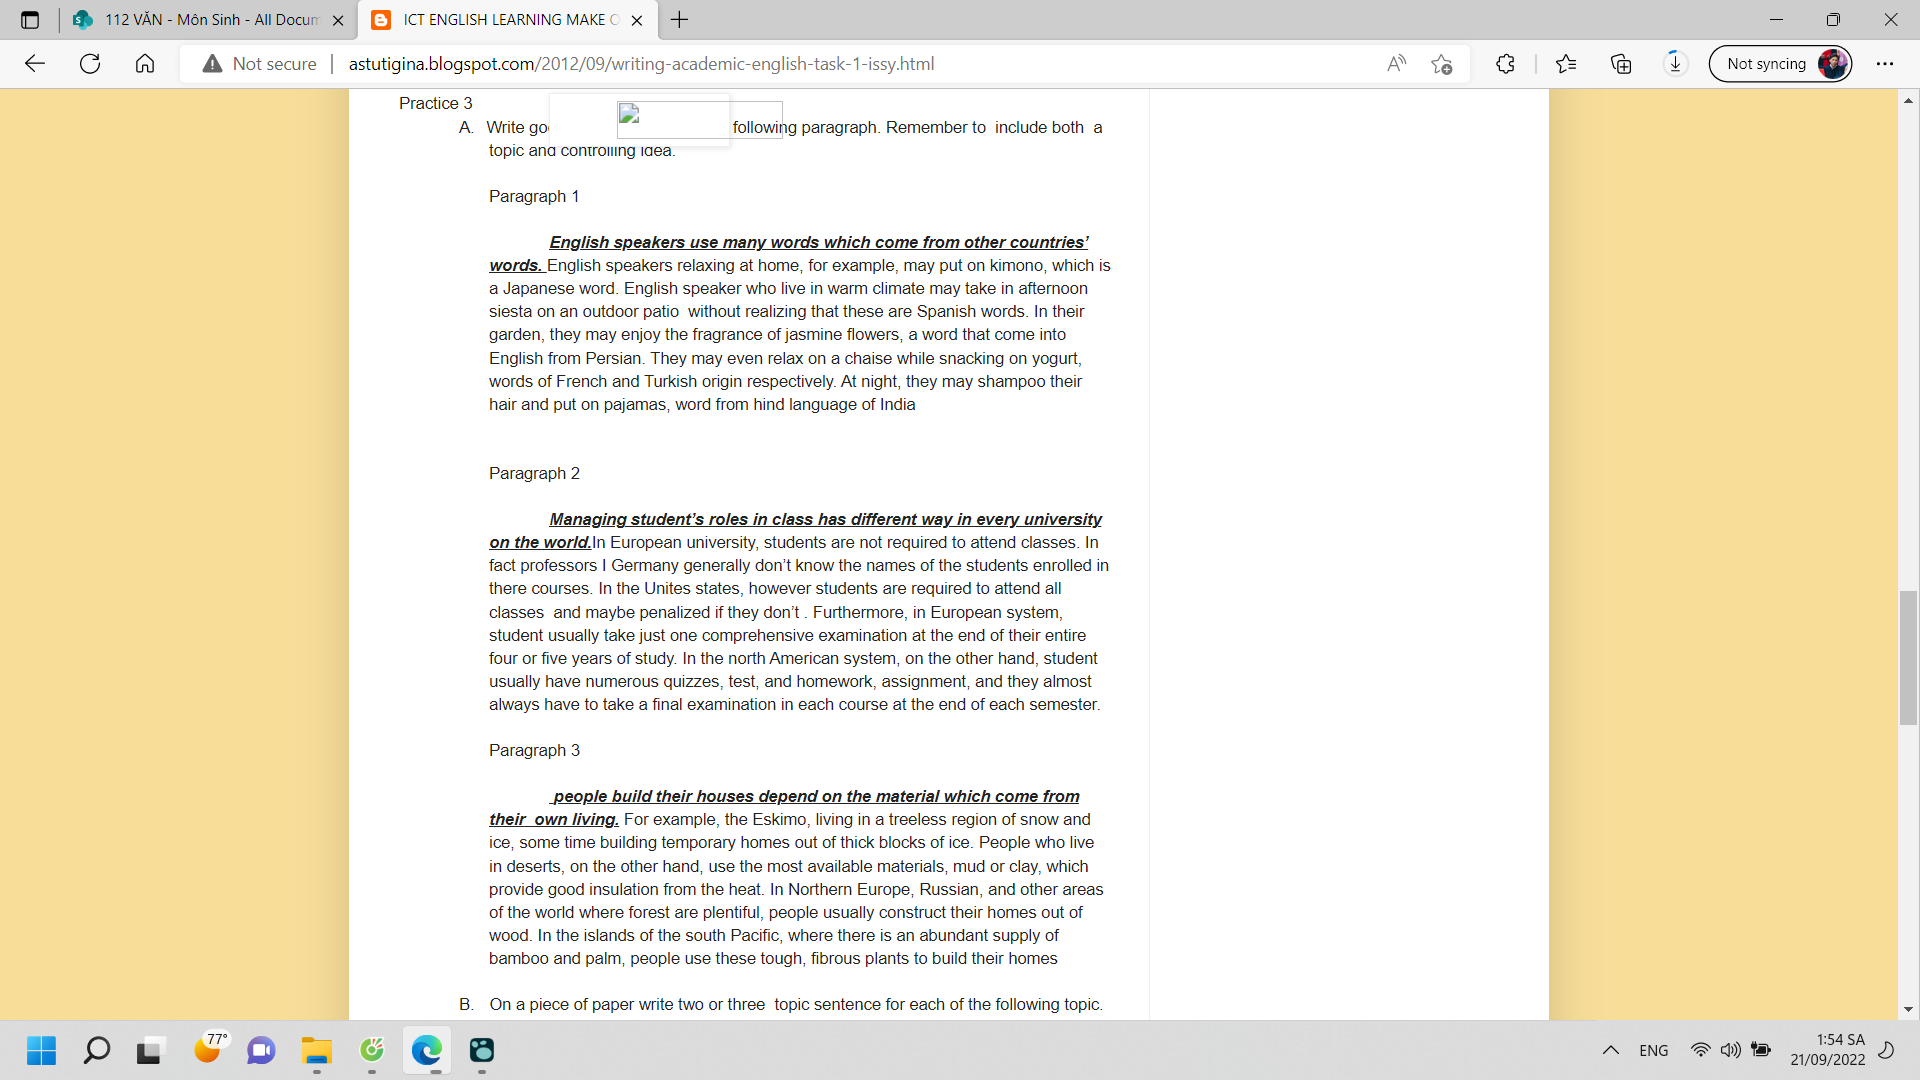 112 VĂN - Môn Sinh - All Docum
ICT ENGLISH LEARNING MAKE O
Not secure
astutigina.blogspot.com/2012/09/writing-academic-english-task-1-issy.html
Not syncing
Practice 3
A. Write go following paragraph. Remember to include both a
topic and controlling idea.
Paragraph 1
English speakers use many words which come from other countries’
words. English speakers relaxing at home, for example, may put on kimono, which is
a Japanese word. English speaker who live in warm climate may take in afternoon
siesta on an outdoor patio without realizing that these are Spanish words. In their
garden, they may enjoy the fragrance of jasmine flowers, a word that come into
English from Persian. They may even relax on a chaise while snacking on yogurt,
words of French and Turkish origin respectively. At night, they may shampoo their
hair and put on pajamas, word from hind language of India
Paragraph 2
Managing student’s roles in class has different way in every university
on the world.In European university, students are not required to attend classes. In
fact professors I Germany generally don’t know the names of the students enrolled in
there courses. In the Unites states, however students are required to attend all
classes and maybe penalized if they don’t . Furthermore, in European system,
student usually take just one comprehensive examination at the end of their entire
four or five years of study. In the north American system, on the other hand, student
usually have numerous quizzes, test, and homework, assignment, and they almost
always have to take a final examination in each course at the end of each semester.
Paragraph 3
people build their houses depend on the material which come from
their own living. For example, the Eskimo, living in a treeless region of snow and
ice, some time building temporary homes out of thick blocks of ice. People who live
in deserts, on the other hand, use the most available materials, mud or clay, which
provide good insulation from the heat. In Northern Europe, Russian, and other areas
of the world where forest are plentiful, people usually construct their homes out of
wood. In the islands of the south Pacific, where there is an abundant supply of
bamboo and palm, people use these tough, fibrous plants to build their homes
B. On a piece of paper write two or three topic sentence for each of the following topic.
77°
ENG
1:54 SA
21/09/2022